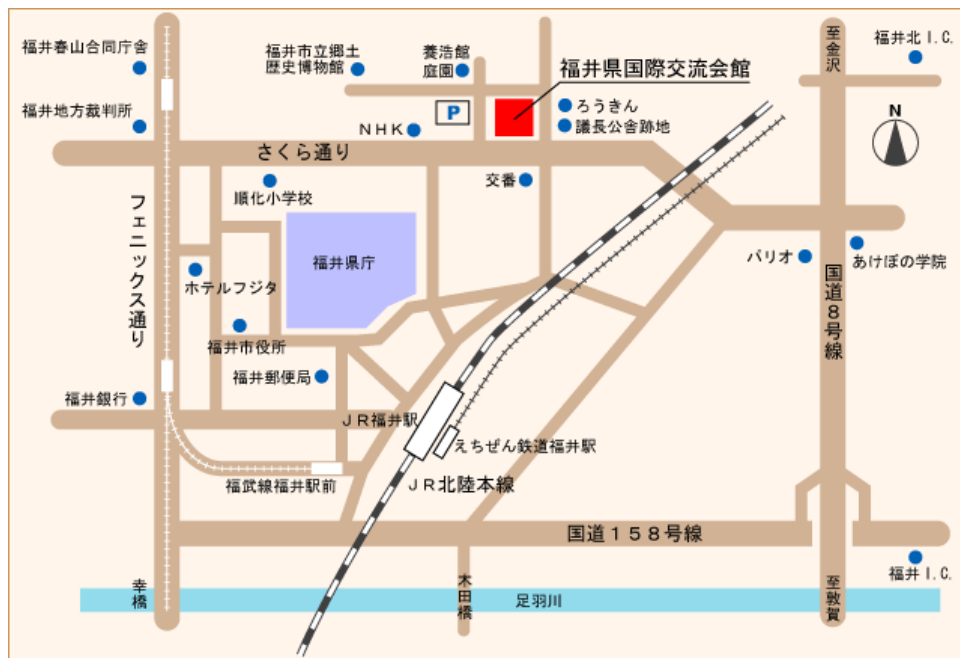 福井春山合同庁舎
福井市立郷土
歴史博物館
養浩館
庭園
福井県国際交流会館
至金沢
福井北 I.C.
福井地方裁判所
P
NHK
ろうきん
議長公舎跡地
N
さくら通り
順化小学校
交番
フェニックス通り
福井県庁
パリオ
あけぼの学院
ホテルフジタ
国道8号線
福井市役所
福井郵便局
福井銀行
JR福井駅
えちぜん鉄道福井駅
福武線福井駅前
JR北陸本線
国道158号線
福井 I.C.
幸橋
木田橋
足羽川
至敦賀